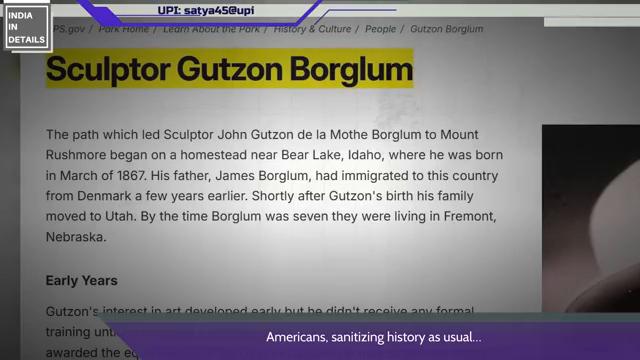 INDIA
IN
DETAILS
UPI: satya45@upi
PS.gov / Park Home / Learn About the Park / History & Culture / People / Gutzon Borglum
Sculptor Gutzon Borglum
The path which led Sculptor John Gutzon de la Mothe Borglum to Mount
Rushmore began on a homestead near Bear Lake, Idaho, where he was born
in March of 1867. His father, James Borglum, had immigrated to this country
from Denmark a few years earlier. Shortly after Gutzon's birth his family
moved to Utah. By the time Borglum was seven they were living in Fremont,
Nebraska.
Early Years
Gutzon's interest in art developed early but he didn't receive any formal
training
awarded the
Americans, sanitizing history as usual...